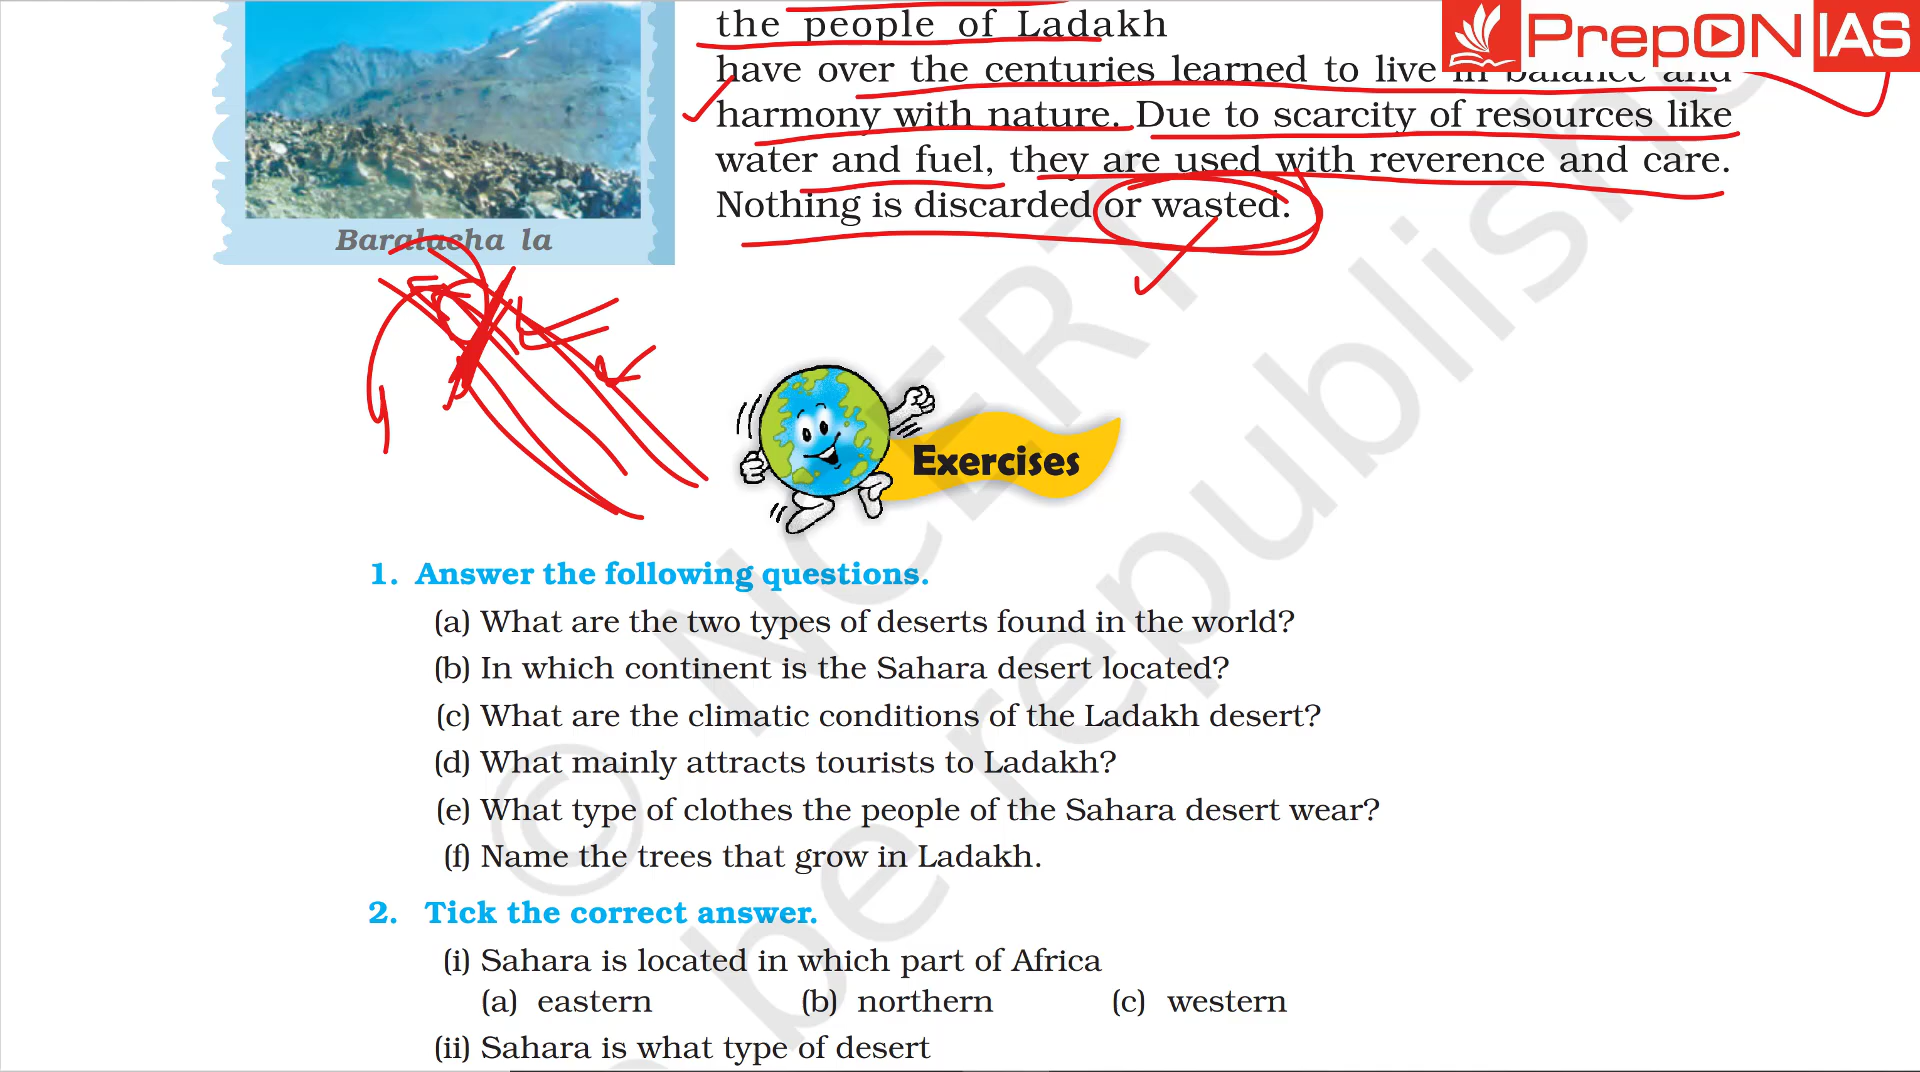 the people of Ladakh
have over the centuries learned to live in balance and
harmony with nature. Due to scarcity of resources like
water and fuel, they are used with reverence and care.
Nothing is discarded or wasted.
PrepON IAS
Baralacha la
Exercises
1. Answer the following questions.
(a) What are the two types of deserts found in the world?
(b) In which continent is the Sahara desert located?
(c) What are the climatic conditions of the Ladakh desert?
(d) What mainly attracts tourists to Ladakh?
(e) What type of clothes the people of the Sahara desert wear?
(f) Name the trees that grow in Ladakh.
2. Tick the correct answer.
(i) Sahara is located in which part of Africa
(a) eastern (b) northern (c) western
(ii) Sahara is what type of desert
© NCERT
be republishe